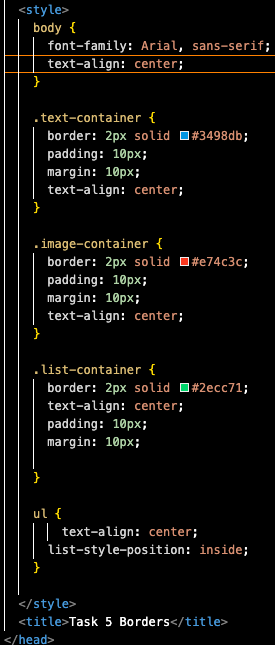 <style>
body {
font-family: Arial, sans-serif;
text-align: center;
}
.text-container {
border: 2px solid #3498db;
padding: 10px;
margin: 10px;
text-align: center;
}
.image-container {
border: 2px solid #e74c3c;
padding: 10px;
margin: 10px;
text-align: center;
}
.list-container {
border: 2px solid #2ecc71;
text-align: center;
padding: 10px;
margin: 10px;
}
ul {
text-align: center;
list-style-position: inside;
}
</style>
<title>Task 5 Borders</title>
</head>